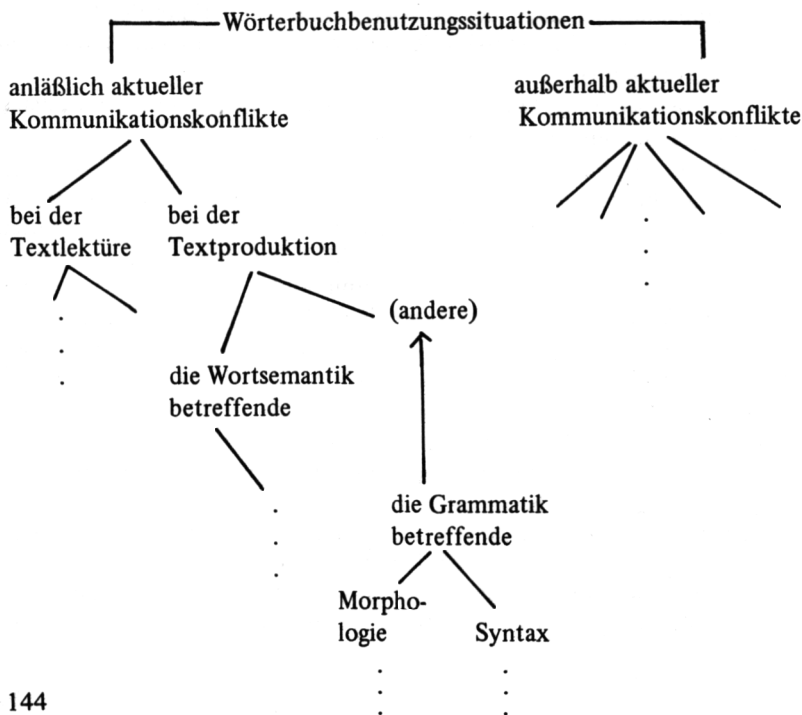 Wörterbuchbenutzungssituationen
anläßlich aktueller
Kommunikationskonflikte
außerhalb aktueller
Kommunikationskonflikte
bei der
Textlektüre
bei der
Textproduktion
(andere)
die Wortsemantik
betreffende
die Grammatik
betreffende
Morpho-
logie
Syntax
144